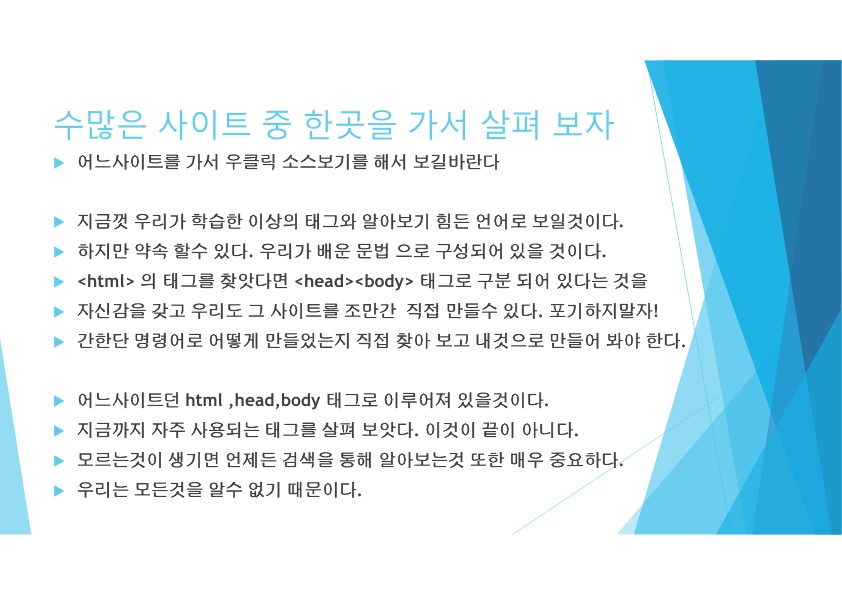 수많은 사이트 중 한곳을 가서 살펴 보자
어느사이트를 가서 우클릭 소스보기를 해서 보길바란다
지금껏 우리가 학습한 이상의 태그와 알아보기 힘든 언어로 보일것이다.
하지만 약속 할수 있다. 우리가 배운 문법 으로 구성되어 있을 것이다.
<html> 의 태그를 찾앗다면 <head><body> 태그로 구분 되어 있다는 것을
자신감을 갖고 우리도 그 사이트를 조만간  직접 만들수 있다. 포기하지말자!
간한단 명령어로 어떻게 만들었는지 직접 찾아 보고 내것으로 만들어 봐야 한다.
어느사이트던 html ,head,body 태그로 이루어져 있을것이다.
지금까지 자주 사용되는 태그를 살펴 보앗다. 이것이 끝이 아니다.
모르는것이 생기면 언제든 검색을 통해 알아보는것 또한 매우 중요하다.
우리는 모든것을 알수 없기 때문이다.